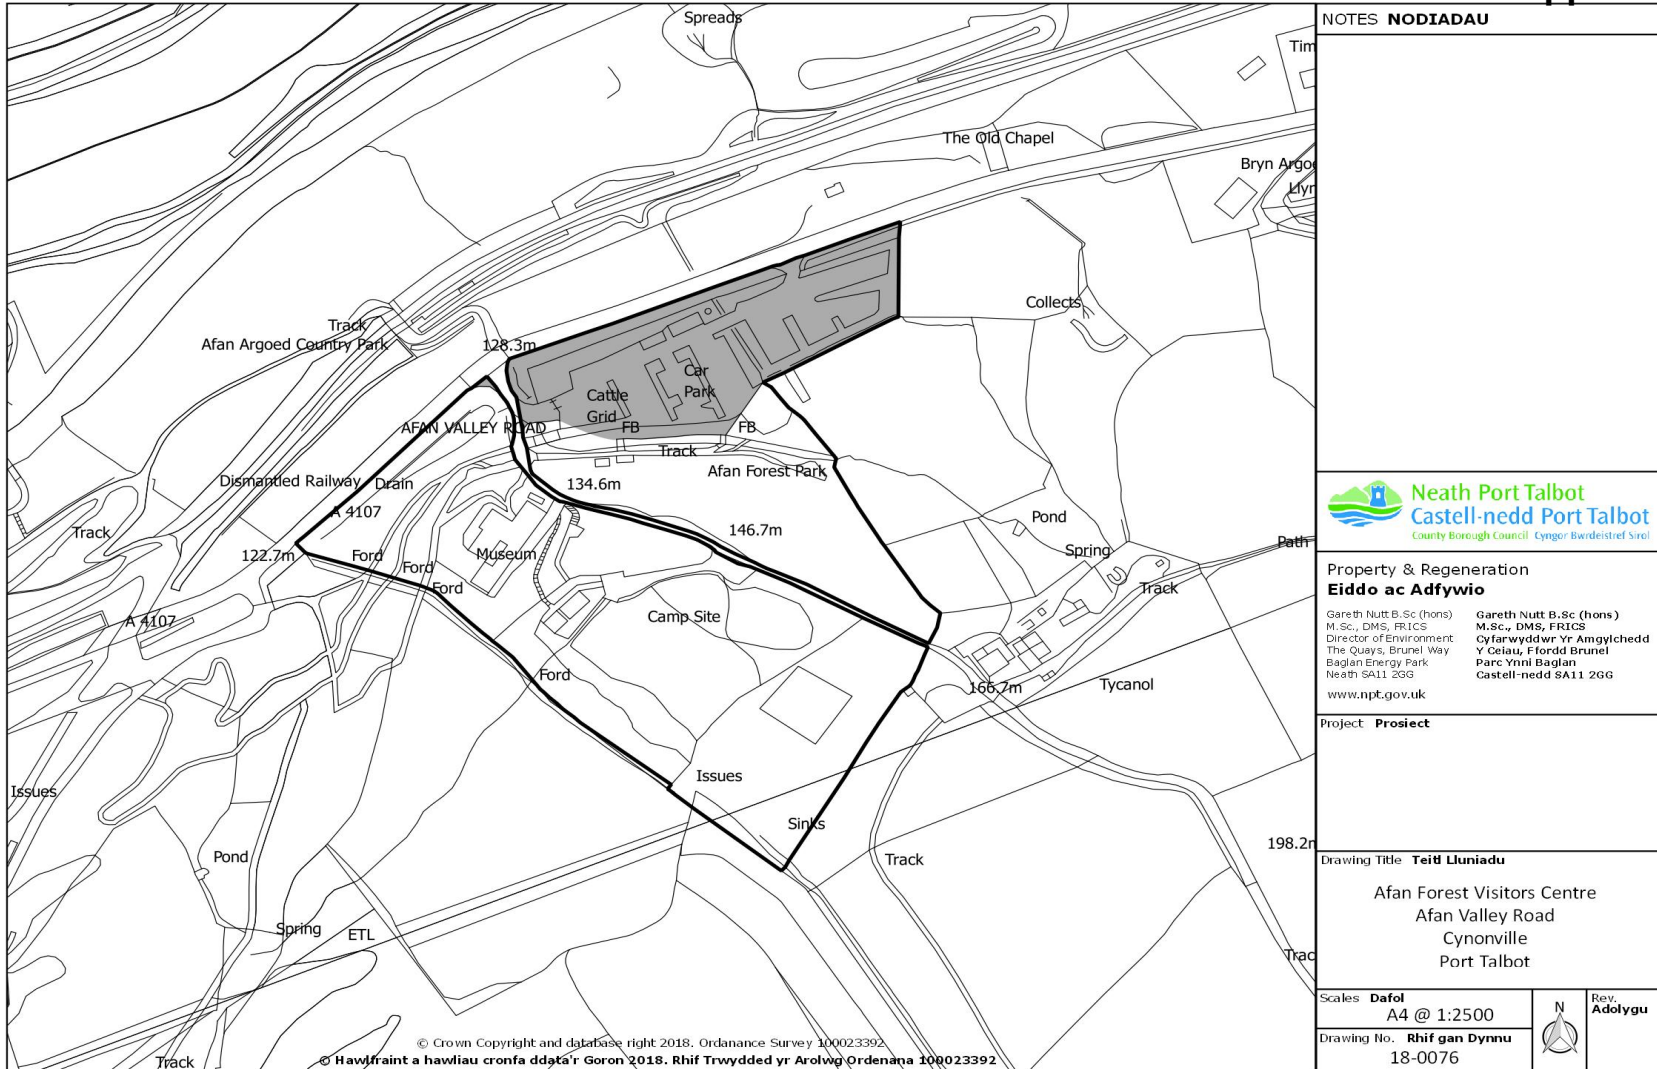 Spreads
Tim
The Old Chapel
Bryn Argoe
Llyn
Collects
Track
Afan Argoed Country Park
128.3m
Car
Park
Cattle
Grid
AFAN VALLEY ROAD
FB
FB
Track
Afan Forest Park
Dismantled Railway
Drain
134.6m
A 4107
146.7m
Pond
Track
Spring
Path
122.7m
Ford
Ford
Ford
Museum
Track
A 4107
Camp Site
Ford
166.7m
Tycanol
Issues
Issues
Sinks
198.2m
Pond
Track
Spring
ETL
Trac
Track
© Crown Copyright and database right 2018. Ordanance Survey 100023392
© Hawlfraint a hawliau cronfa ddata'r Goron 2018. Rhif Trwydded yr Arolwg Ordenana 100023392
NOTES NODIADAU
Neath Port Talbot
Castell-nedd Port Talbot
County Borough Council Cyngor Bwrdeistref Sirol
Property & Regeneration
Eiddo ac Adfywio
Gareth Nutt B.Sc (hons)
M.Sc., DMS, FRICS
Director of Environment
The Quays, Brunel Way
Baglan Energy Park
Neath SA11 2GG
Gareth Nutt B.Sc (hons)
M.Sc., DMS, FRICS
Cyfarwyddwr Yr Amgylchedd
Y Ceiau, Ffordd Brunel
Parc Ynni Baglan
Castell-nedd SA11 2GG
www.npt.gov.uk
Project Prosiect
Drawing Title Teitl Lluniadu
Afan Forest Visitors Centre
Afan Valley Road
Cynonville
Port Talbot
Scales Dafol
A4 @ 1:2500
Drawing No. Rhif gan Dynnu
18-0076
N
Rev.
Adolygu